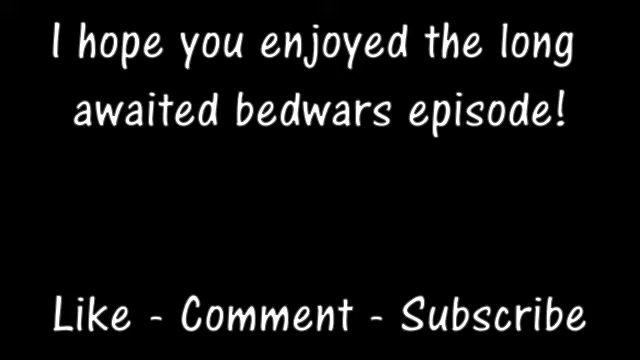 I hope you enjoyed the long
awaited bedwars episode!
Like - Comment - Subscribe